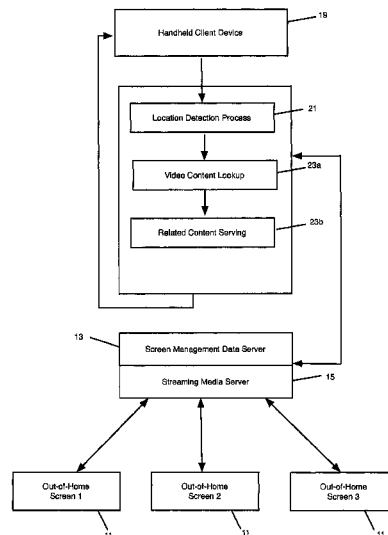 19
Handheld Client Device
21
Location Detection Process
23a
Video Content Lookup
23b
Related Content Serving
13
Screen Management Data Server
15
Streaming Media Server
Out-of-Home
Screen 1
Out-of-Home
Screen 2
Out-of-Home
Screen 3